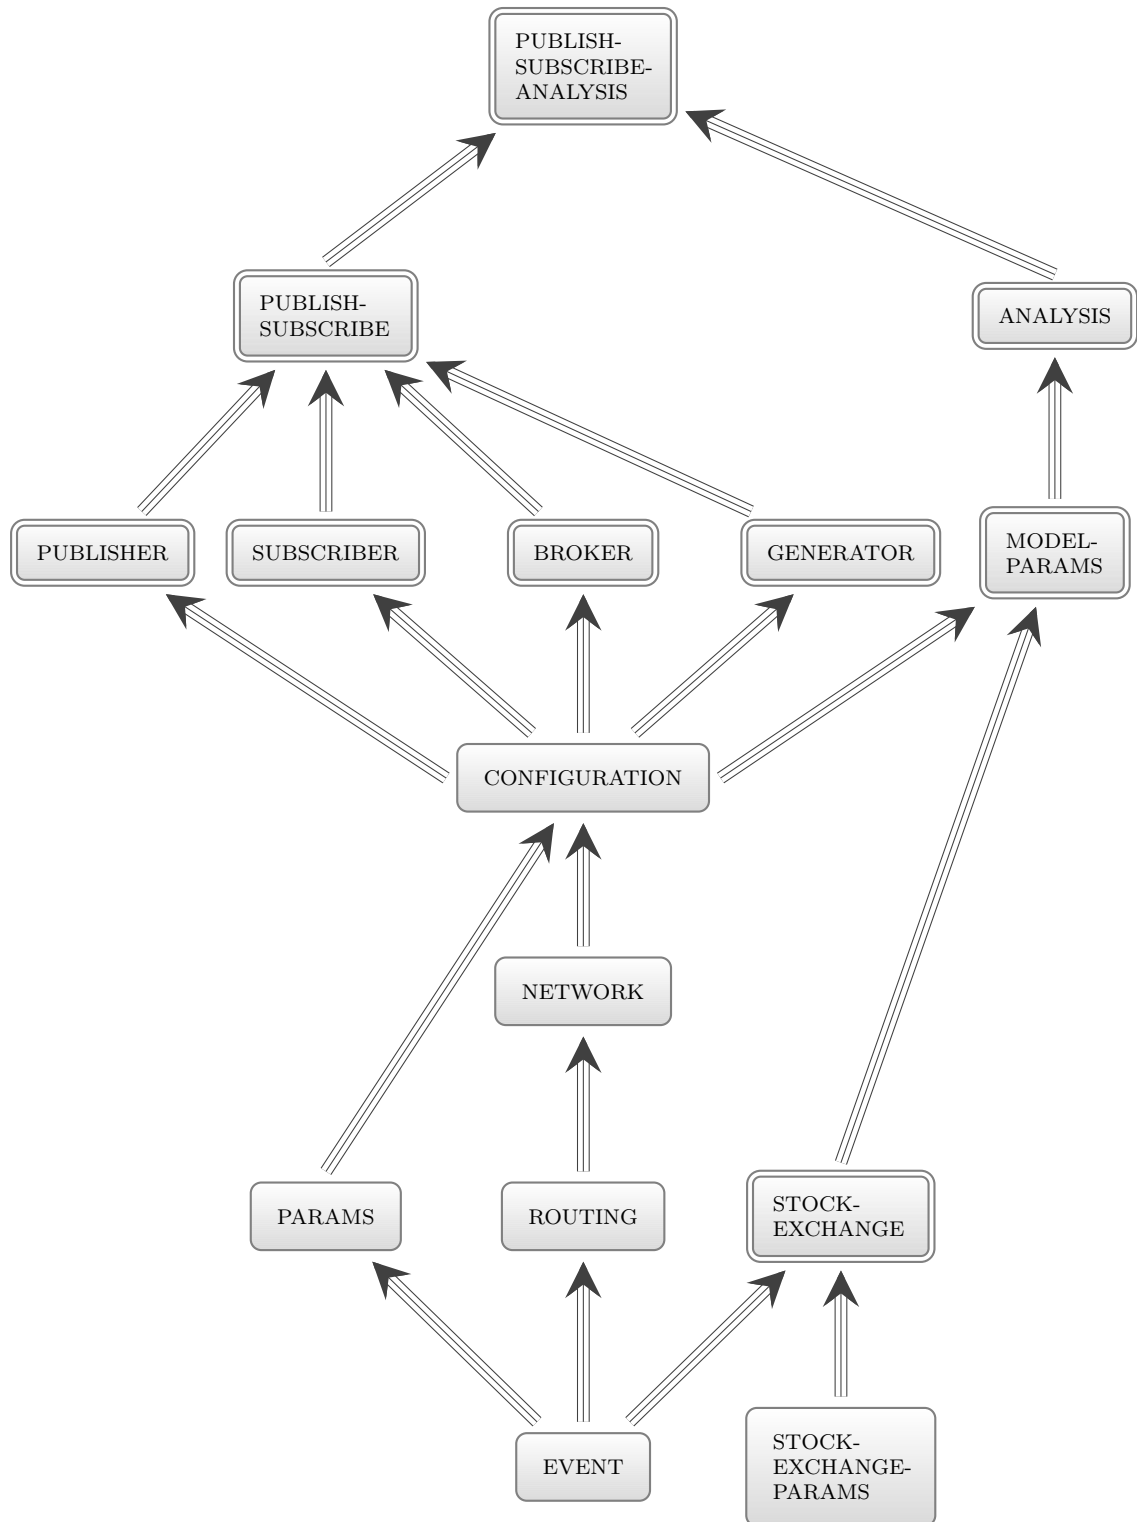 PUBLISH-
SUBSCRIBE-
ANALYSIS
PUBLISH-
SUBSCRIBE
ANALYSIS
PUBLISHER
SUBSCRIBER
BROKER
GENERATOR
MODEL-
PARAMS
CONFIGURATION
NETWORK
PARAMS
ROUTING
STOCK-
EXCHANGE
EVENT
STOCK-
EXCHANGE-
PARAMS